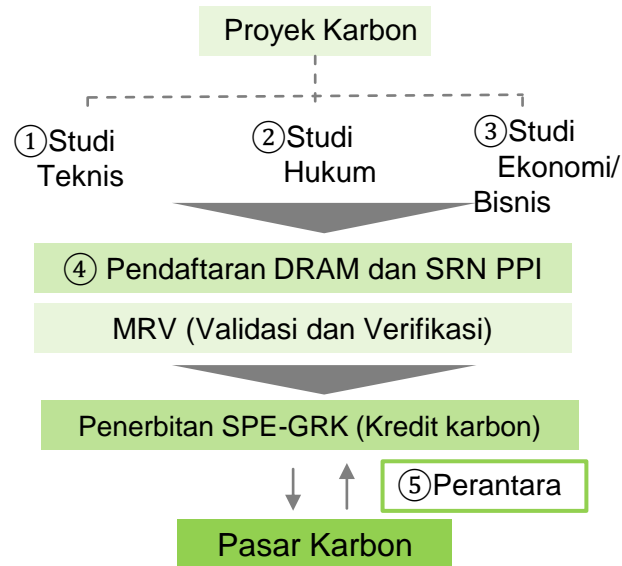 Proyek Karbon
①Studi
Teknis
②Studi
Hukum
③Studi
Ekonomi/
Bisnis
④ Pendaftaran DRAM dan SRN PPI
MRV (Validasi dan Verifikasi)
Penerbitan SPE-GRK (Kredit karbon)
⑤Perantara
Pasar Karbon